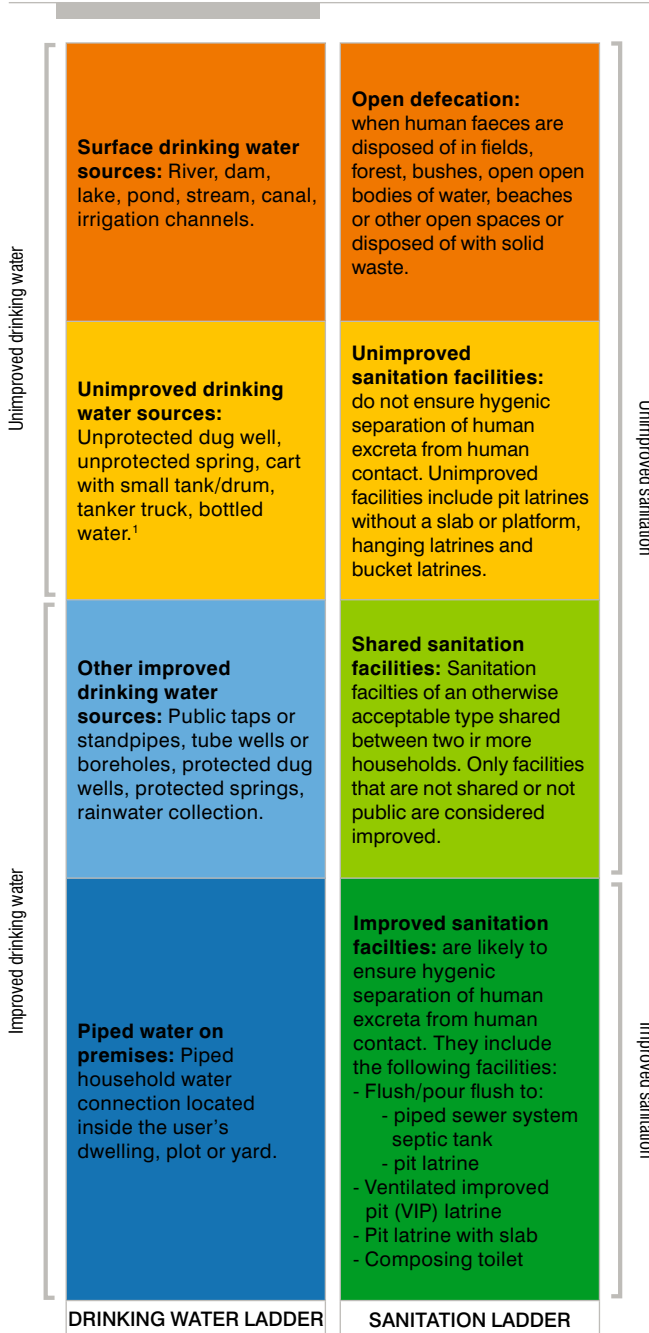 Unimproved drinking water
Surface drinking water
sources: River, dam,
lake, pond, stream, canal,
irrigation channels.
Unimproved drinking
water sources:
Unprotected dug well,
unprotected spring, cart
with small tank/drum,
tanker truck, bottled
water.¹
Improved drinking water
Other improved
drinking water
sources: Public taps or
standpipes, tube wells or
boreholes, protected dug
wells, protected springs,
rainwater collection.
Piped water on
premises: Piped
household water
connection located
inside the user's
dwelling, plot or yard.
DRINKING WATER LADDER
Open defecation:
when human faeces are
disposed of in fields,
forest, bushes, open open
bodies of water, beaches
or other open spaces or
disposed of with solid
waste.
Unimproved
sanitation facilities:
do not ensure hygenic
separation of human
excreta from human
contact. Unimproved
facilities include pit latrines
without a slab or platform,
hanging latrines and
bucket latrines.
Shared sanitation
facilities: Sanitation
facilties of an otherwise
acceptable type shared
between two ir more
households. Only facilities
that are not shared or not
public are considered
improved.
Unimproved sanitation
Improved sanitation
facilties: are likely to
ensure hygenic
separation of human
excreta from human
contact. They include
the following facilities:
- Flush/pour flush to:
- piped sewer system
septic tank
- pit latrine
- Ventilated improved
pit (VIP) latrine
- Pit latrine with slab
- Composing toilet
Improved sanitation
SANITATION LADDER